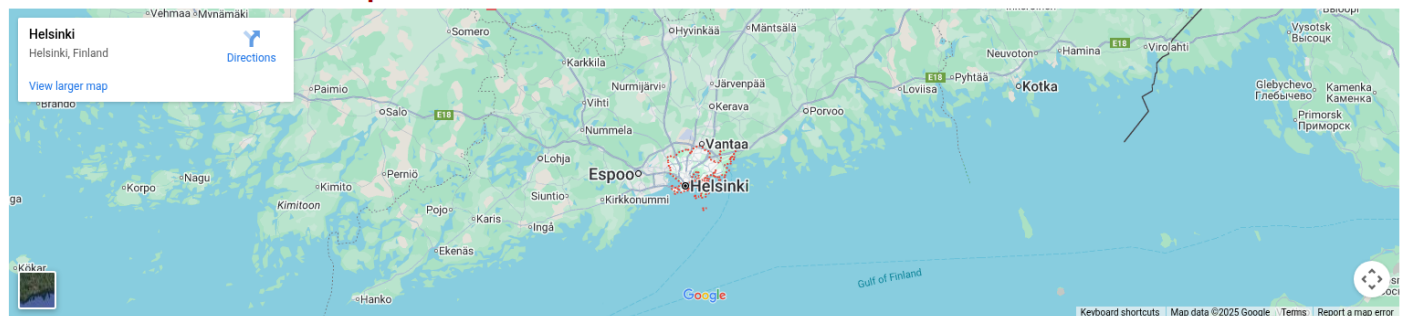 Vehmaa
Mynämäki
Helsinki
Helsinki, Finland
Directions
View larger map
Somero
Hyvinkää
Mäntsälä
Karkkila
Nurmijärvi
Järvenpää
Kerava
Neuvoton
Hamina
E18
Virolahti
Vysotsk
Высоцк
E18
Pyhtää
Kotka
Loviisa
Glebychevo
Глебычево
Kamenka
Каменка
Primorsk
Приморск
Brändö
Paimio
Salo
E18
Vihti
Nummela
Porvoo
Vantaa
Lohja
Espoo
Helsinki
Korpo
Nagu
Kimito
Perniö
Kimitoon
Pojo
Karis
Siuntio
Kirkkonummi
Ingå
Ekenäs
Kökar
Hanko
Gulf of Finland
Google
Keyboard shortcuts
Map data ©2025 Google
Terms
Report a map error